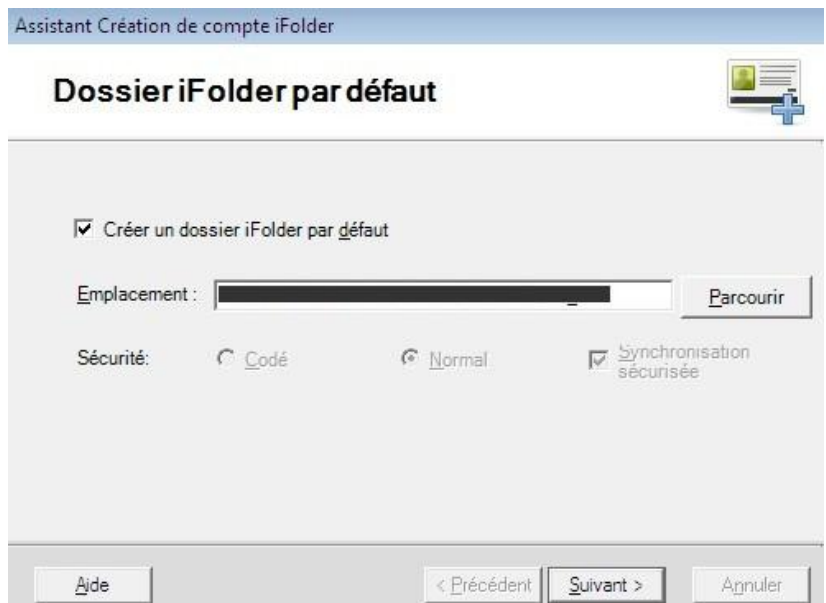 Assistant Création de compte iFolder
Dossier iFolder par défaut
Créer un dossier iFolder par défaut
Emplacement : Parcourir
Sécurité: Codé Normal Synchronisation
sécurisée
Aide < Précédent Suivant > Annuler